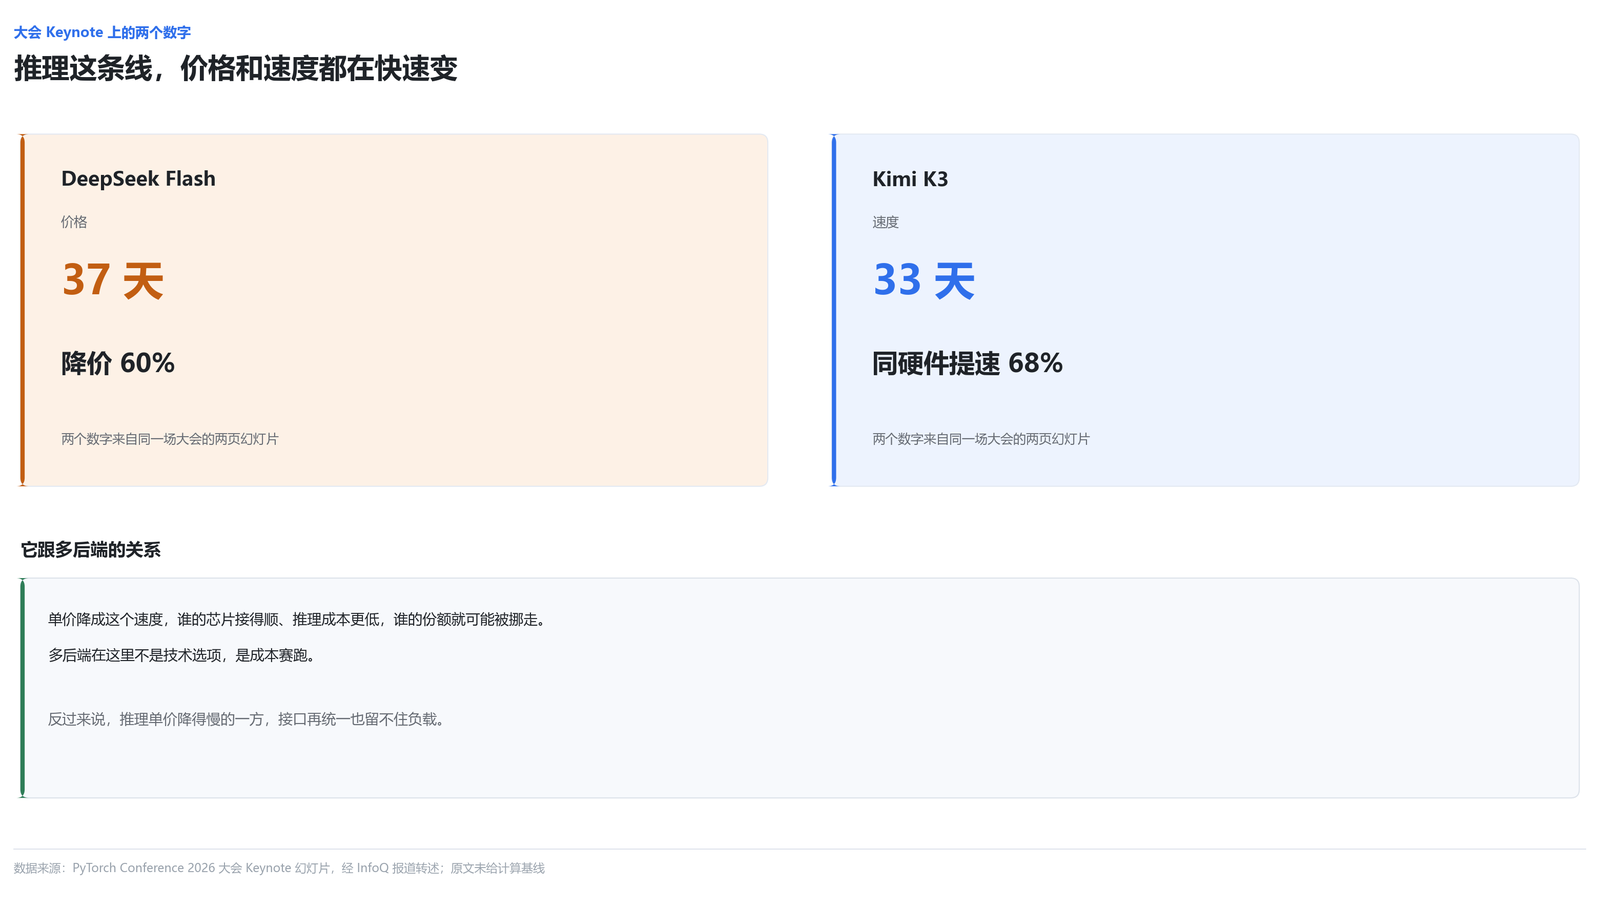 大会 Keynote 上的两个数字
推理这条线，价格和速度都在快速变
DeepSeek Flash
价格
37 天
降价 60%
两个数字来自同一场大会的两页幻灯片
Kimi K3
速度
33 天
同硬件提速 68%
两个数字来自同一场大会的两页幻灯片
它跟多后端的关系
单价降成这个速度，谁的芯片接得顺、推理成本更低，谁的份额就可能被挪走。
多后端在这里不是技术选项，是成本赛跑。
反过来说，推理单价降得慢的一方，接口再统一也留不住负载。
数据来源：PyTorch Conference 2026 大会 Keynote 幻灯片，经 InfoQ 报道转述；原文未给计算基线